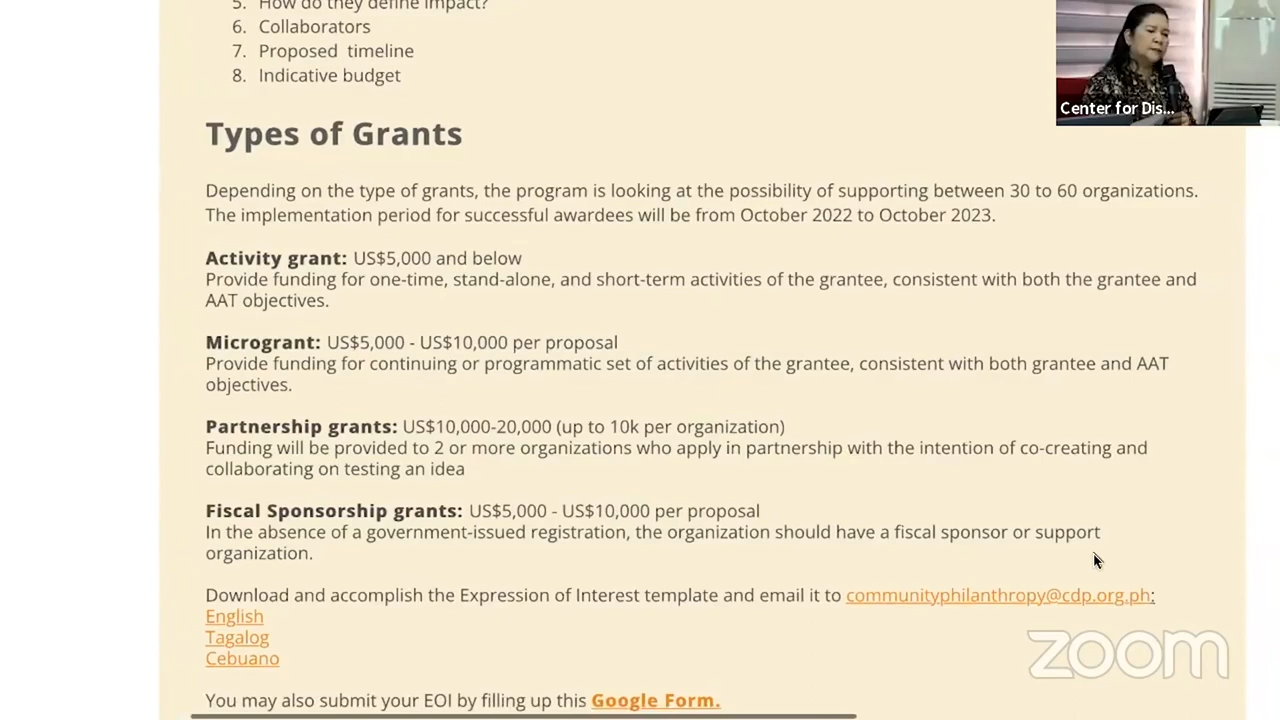 5. How do they define impact?
6. Collaborators
7. Proposed timeline
8. Indicative budget
Center for Dis...
Types of Grants
Depending on the type of grants, the program is looking at the possibility of supporting between 30 to 60 organizations.
The implementation period for successful awardees will be from October 2022 to October 2023.
Activity grant: US$5,000 and below
Provide funding for one-time, stand-alone, and short-term activities of the grantee, consistent with both the grantee and
AAT objectives.
Microgrant: US$5,000 - US$10,000 per proposal
Provide funding for continuing or programmatic set of activities of the grantee, consistent with both grantee and AAT
objectives.
Partnership grants: US$10,000-20,000 (up to 10k per organization)
Funding will be provided to 2 or more organizations who apply in partnership with the intention of co-creating and
collaborating on testing an idea
Fiscal Sponsorship grants: US$5,000 - US$10,000 per proposal
In the absence of a government-issued registration, the organization should have a fiscal sponsor or support
organization.
Download and accomplish the Expression of Interest template and email it to communityphilanthropy@cdp.org.ph:
English
Tagalog
Cebuano
zoom
You may also submit your EOI by filling up this Google Form.